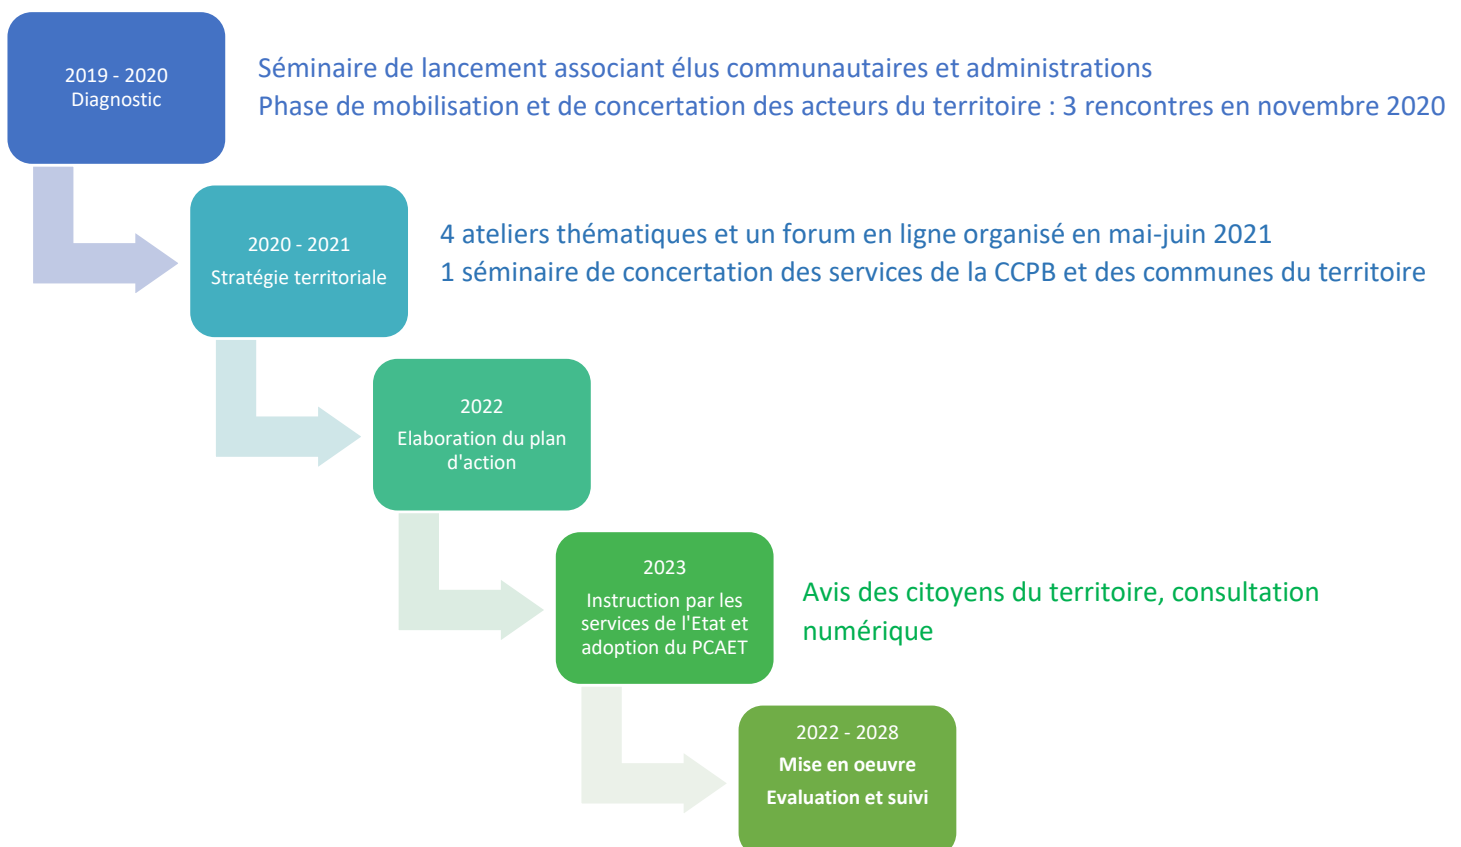 2019 - 2020
Diagnostic
Séminaire de lancement associant élus communautaires et administrations
Phase de mobilisation et de concertation des acteurs du territoire : 3 rencontres en novembre 2020
2020 - 2021
Stratégie territoriale
4 ateliers thématiques et un forum en ligne organisé en mai-juin 2021
1 séminaire de concertation des services de la CCPB et des communes du territoire
2022
Elaboration du plan
d'action
2023
Instruction par les
services de l'Etat et
adoption du PCAET
Avis des citoyens du territoire, consultation
numérique
2022 - 2028
Mise en oeuvre
Evaluation et suivi